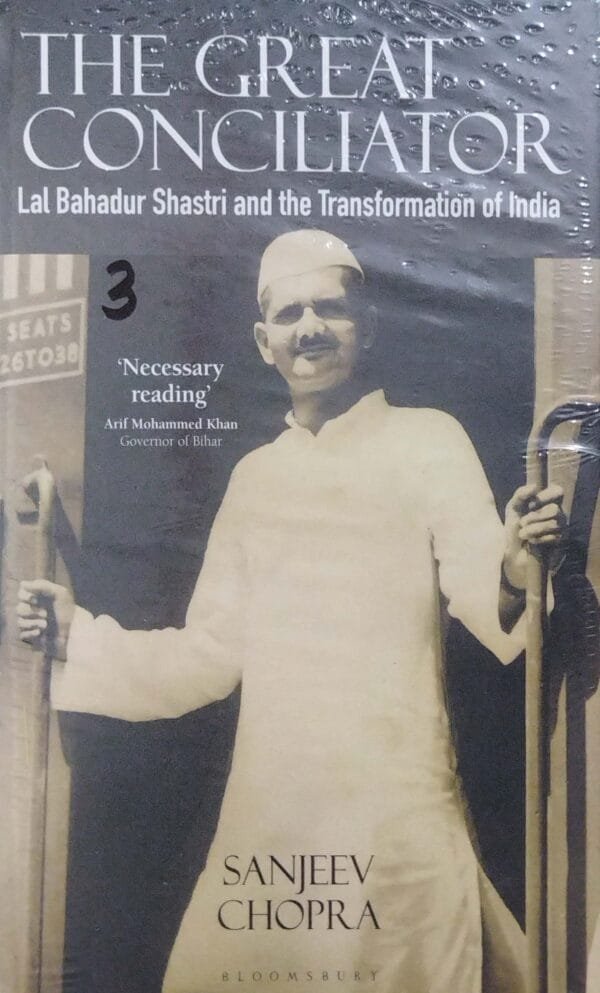 THE GREAT
CONCILIATOR
Lal Bahadur Shastri and the Transformation of India
3
SEATS
26TO38
'Necessary
reading'
Arif Mohammed Khan
Governor of Bihar
SANJEEV
CHOPRA
BLOOMSBURY